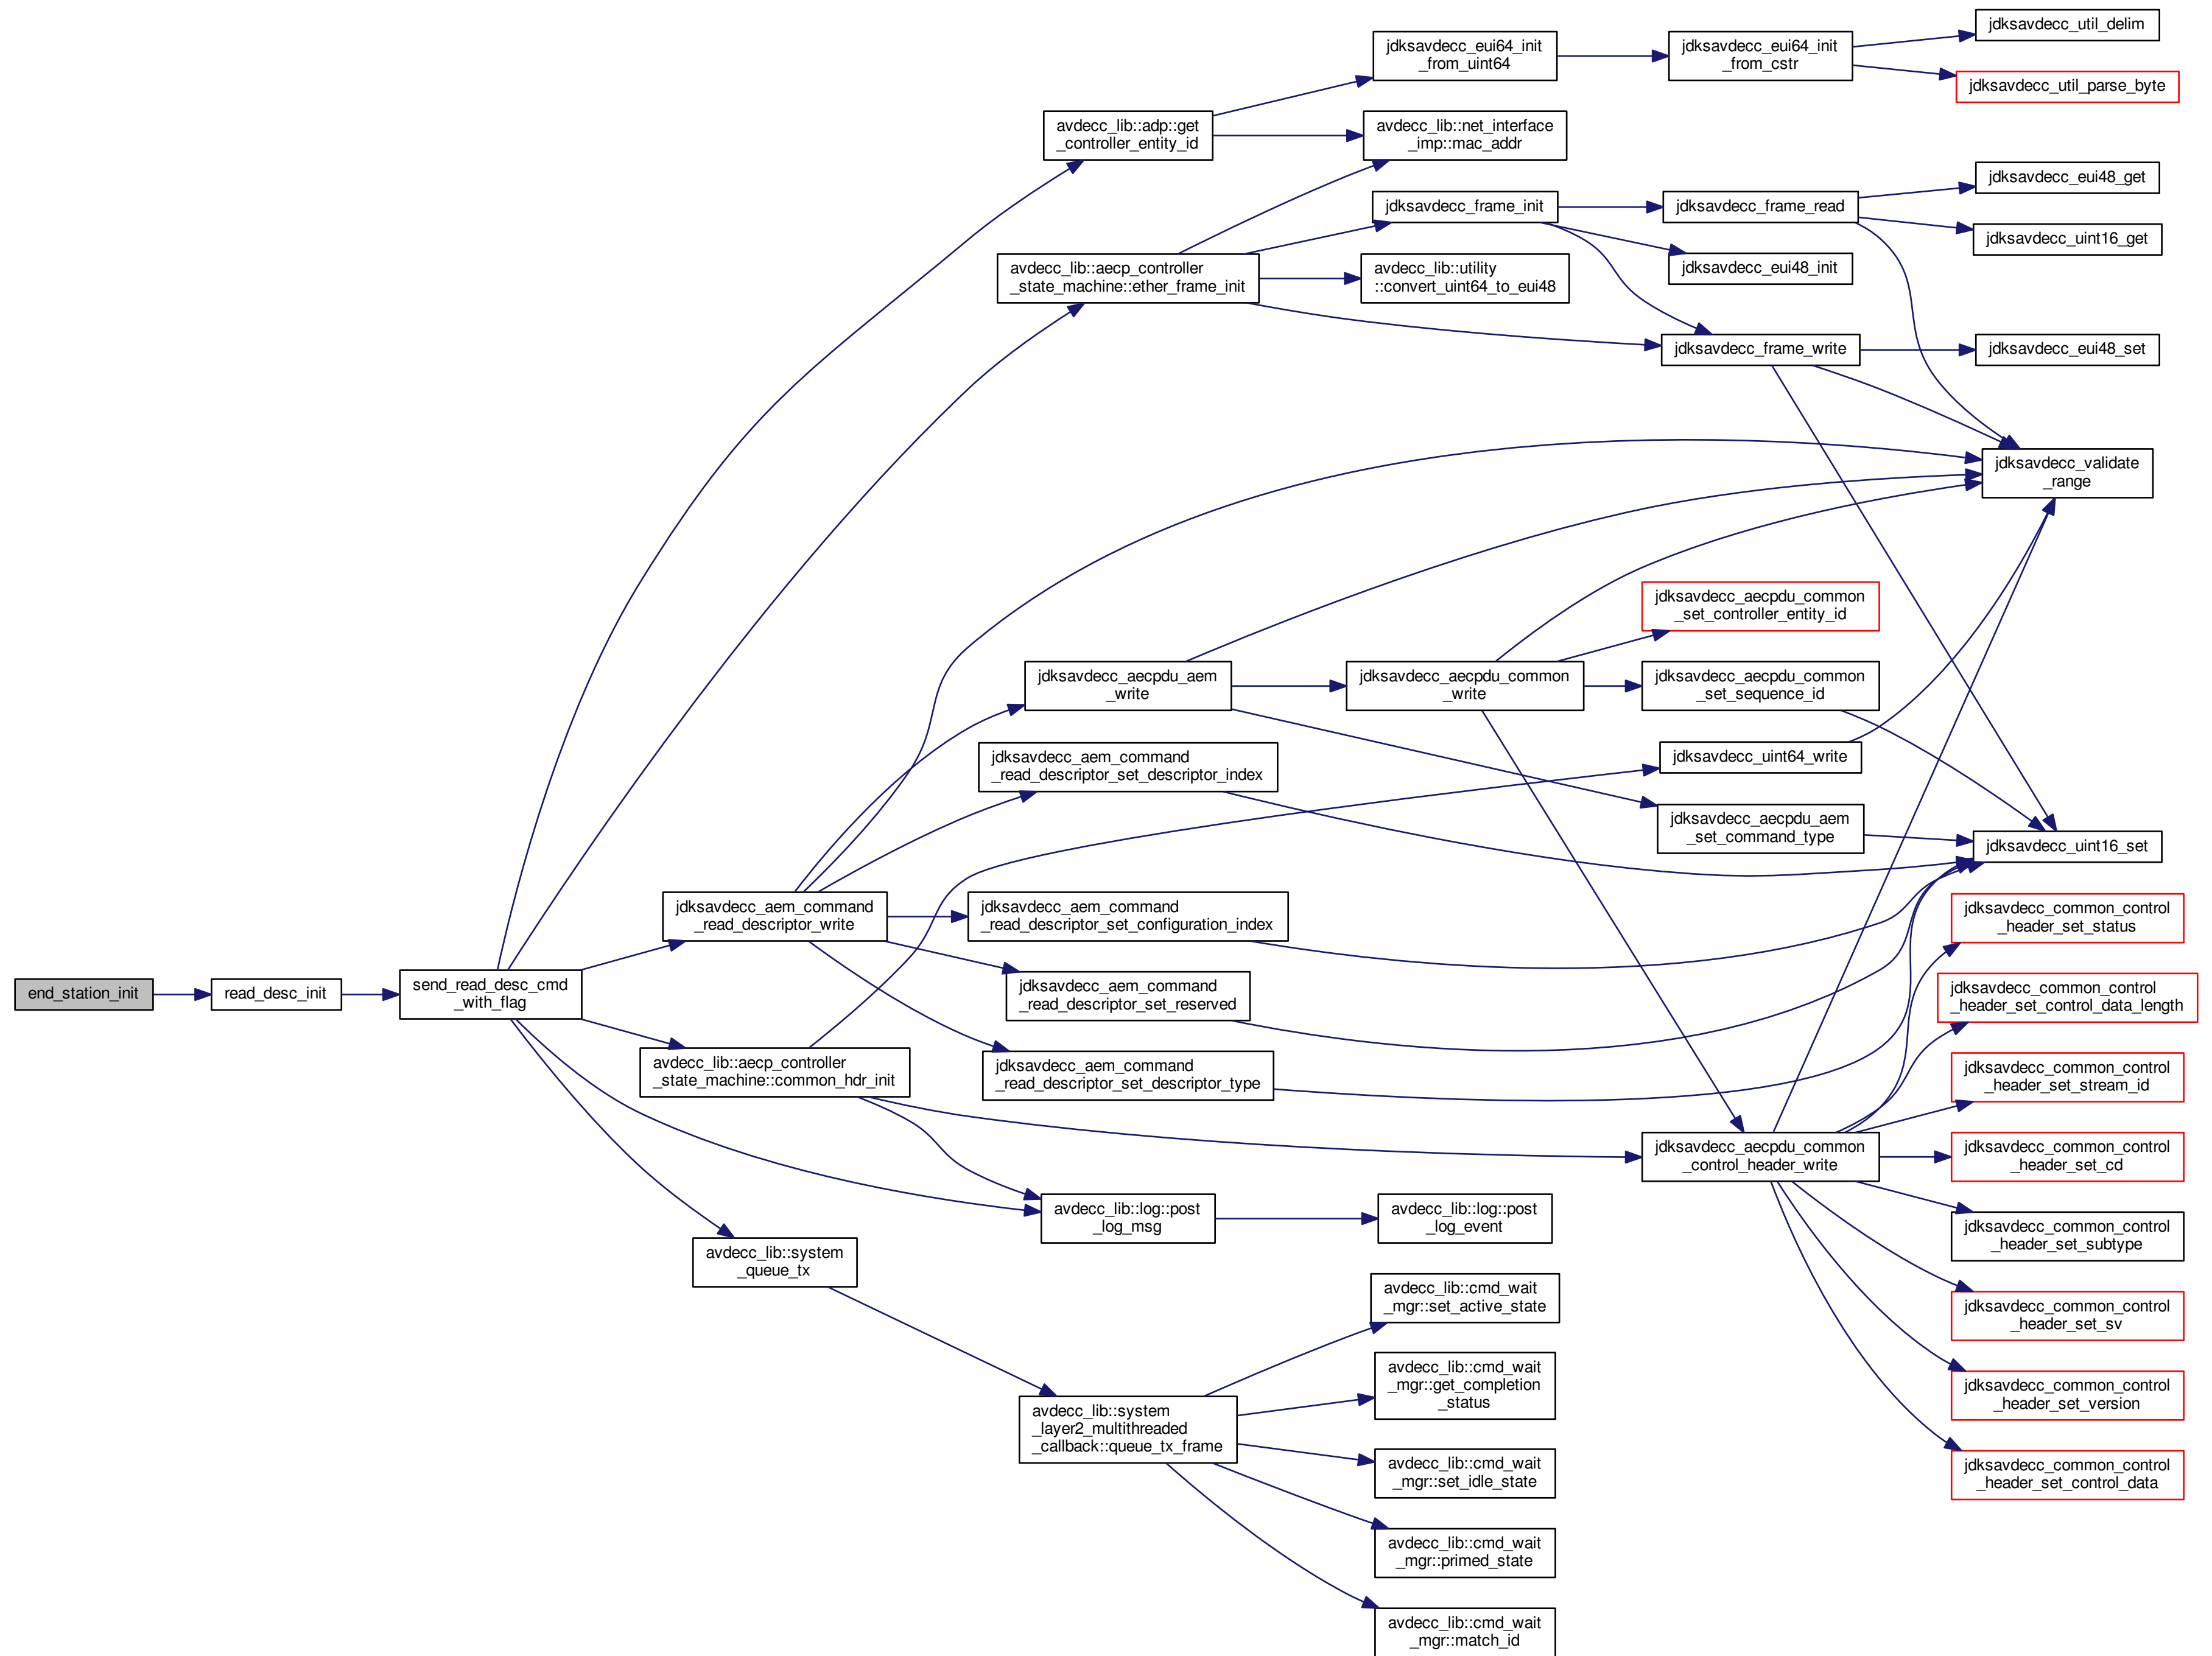 end_station_init
read_desc_init
send_read_desc_cmd
_with_flag
avdecc_lib::adp::get
_controller_entity_id
jdksavdecc_eui64_init
_from_uint64
jdksavdecc_eui64_init
_from_cstr
jdksavdecc_util_delim
jdksavdecc_util_parse_byte
avdecc_lib::net_interface
_imp::mac_addr
avdecc_lib::aecp_controller
_state_machine::ether_frame_init
jdksavdecc_frame_init
jdksavdecc_frame_read
jdksavdecc_eui48_get
jdksavdecc_uint16_get
jdksavdecc_eui48_init
avdecc_lib::utility
::convert_uint64_to_eui48
jdksavdecc_frame_write
jdksavdecc_eui48_set
jdksavdecc_validate
_range
jdksavdecc_aem_command
_read_descriptor_write
jdksavdecc_aecpdu_aem
_write
jdksavdecc_aecpdu_common
_write
jdksavdecc_aecpdu_common
_set_controller_entity_id
jdksavdecc_aecpdu_common
_set_sequence_id
jdksavdecc_uint64_write
jdksavdecc_aecpdu_aem
_set_command_type
jdksavdecc_uint16_set
jdksavdecc_aem_command
_read_descriptor_set_descriptor_index
jdksavdecc_aem_command
_read_descriptor_set_configuration_index
jdksavdecc_aem_command
_read_descriptor_set_reserved
jdksavdecc_aem_command
_read_descriptor_set_descriptor_type
avdecc_lib::aecp_controller
_state_machine::common_hdr_init
jdksavdecc_aecpdu_common
_control_header_write
jdksavdecc_common_control
_header_set_status
jdksavdecc_common_control
_header_set_control_data_length
jdksavdecc_common_control
_header_set_stream_id
jdksavdecc_common_control
_header_set_cd
jdksavdecc_common_control
_header_set_subtype
jdksavdecc_common_control
_header_set_sv
jdksavdecc_common_control
_header_set_version
jdksavdecc_common_control
_header_set_control_data
avdecc_lib::log::post
_log_msg
avdecc_lib::log::post
_log_event
avdecc_lib::system
_queue_tx
avdecc_lib::system
_layer2_multithreaded
_callback::queue_tx_frame
avdecc_lib::cmd_wait
_mgr::set_active_state
avdecc_lib::cmd_wait
_mgr::get_completion
_status
avdecc_lib::cmd_wait
_mgr::set_idle_state
avdecc_lib::cmd_wait
_mgr::primed_state
avdecc_lib::cmd_wait
_mgr::match_id